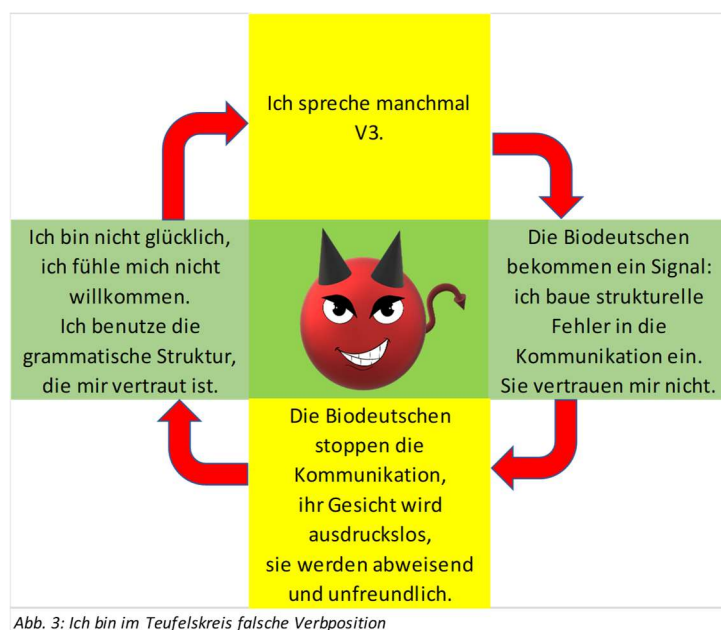 Ich spreche manchmal
V3.
Ich bin nicht glücklich,
ich fühle mich nicht
willkommen.
Ich benutze die
grammatische Struktur,
die mir vertraut ist.
Die Biodeutschen
bekommen ein Signal:
ich baue strukturelle
Fehler in die
Kommunikation ein.
Sie vertrauen mir nicht.
Die Biodeutschen
stoppen die
Kommunikation,
ihr Gesicht wird
ausdruckslos,
sie werden abweisend
und unfreundlich.
Abb. 3: Ich bin im Teufelskreis falsche Verbposition